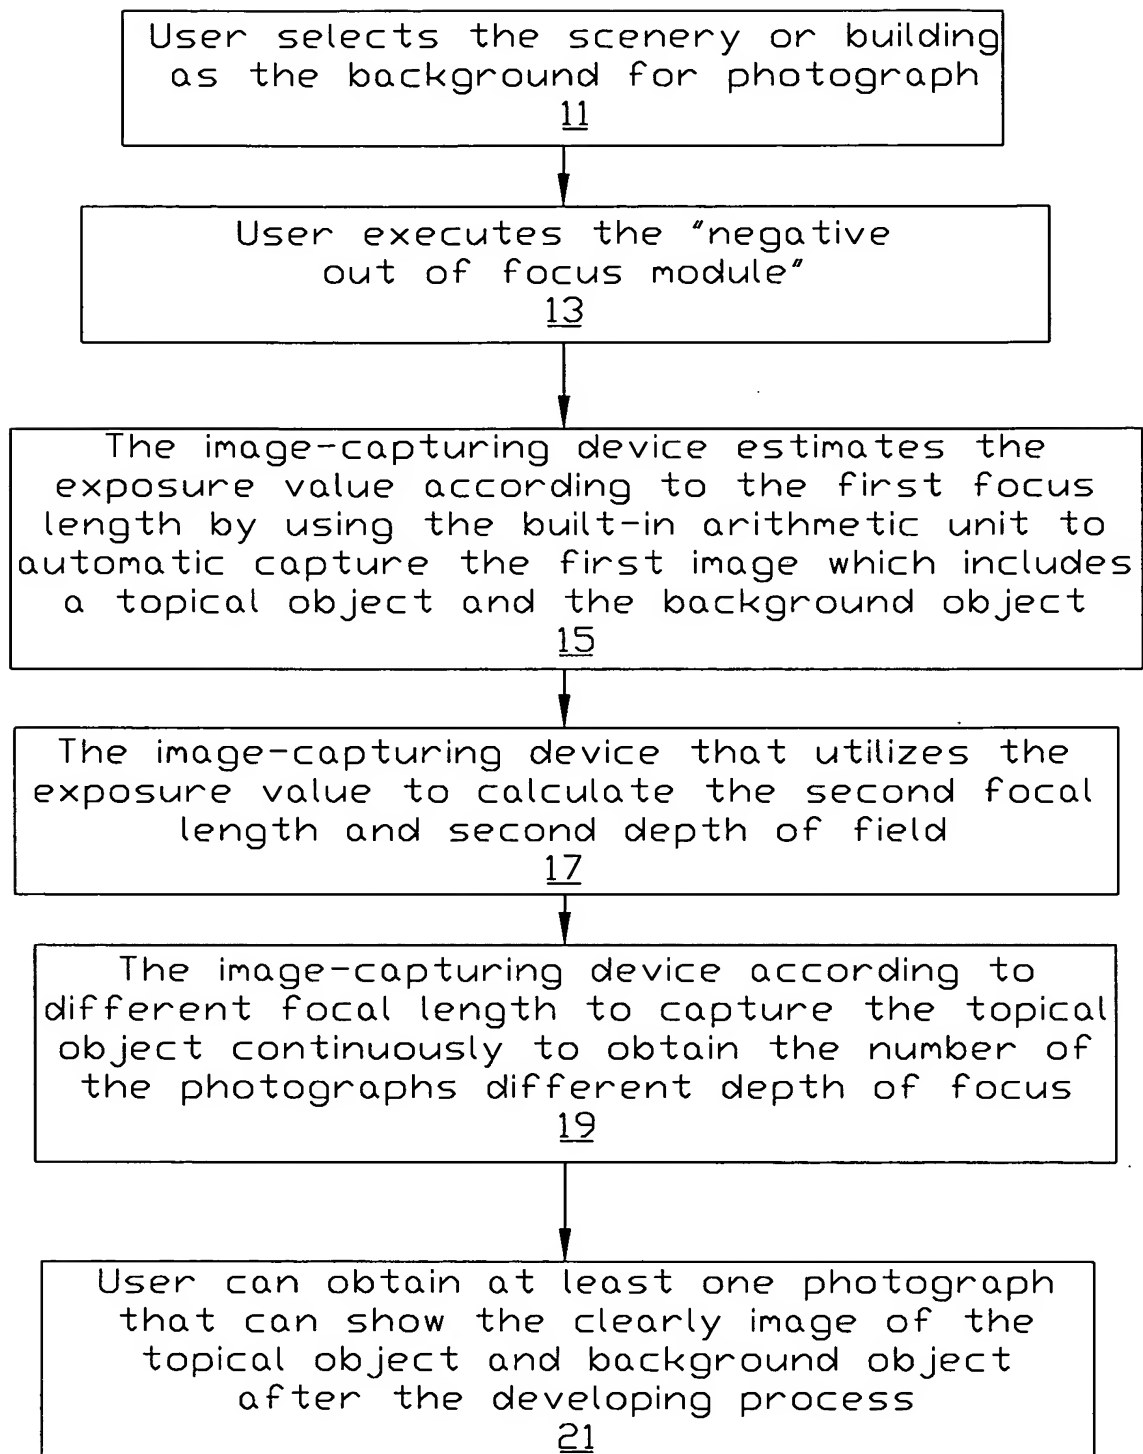 User selects the scenery or building
as the background for photograph
11
User executes the "negative
out of focus module"
13
The image-capturing device estimates the
exposure value according to the first focus
length by using the built-in arithmetic unit to
automatic capture the first image which includes
a topical object and the background object
15
The image-capturing device that utilizes the
exposure value to calculate the second focal
length and second depth of field
17
The image-capturing device according to
different focal length to capture the topical
object continuously to obtain the number of
the photographs different depth of focus
19
User can obtain at least one photograph
that can show the clearly image of the
topical object and background object
after the developing process
21